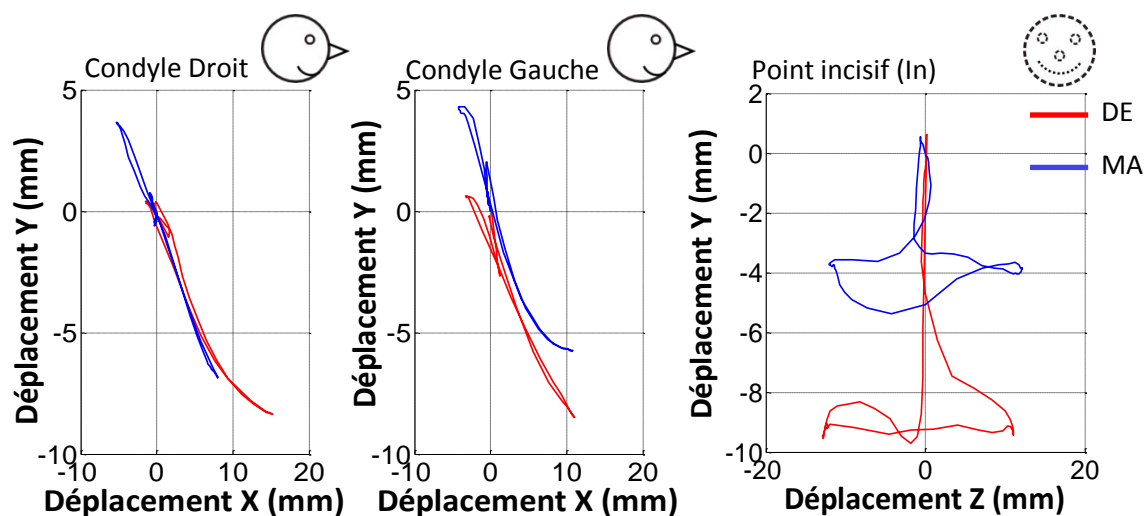 Condyle Droit
Condyle Gauche
Point incisif (In)
DE
MA
Déplacement Y (mm)
5
0
-5
-10
-10
0
10
20
Déplacement X (mm)
Déplacement Y (mm)
5
0
-5
-10
-10
0
10
20
Déplacement X (mm)
Déplacement Y (mm)
2
0
-2
-4
-6
-8
-10
-20
0
20
Déplacement Z (mm)